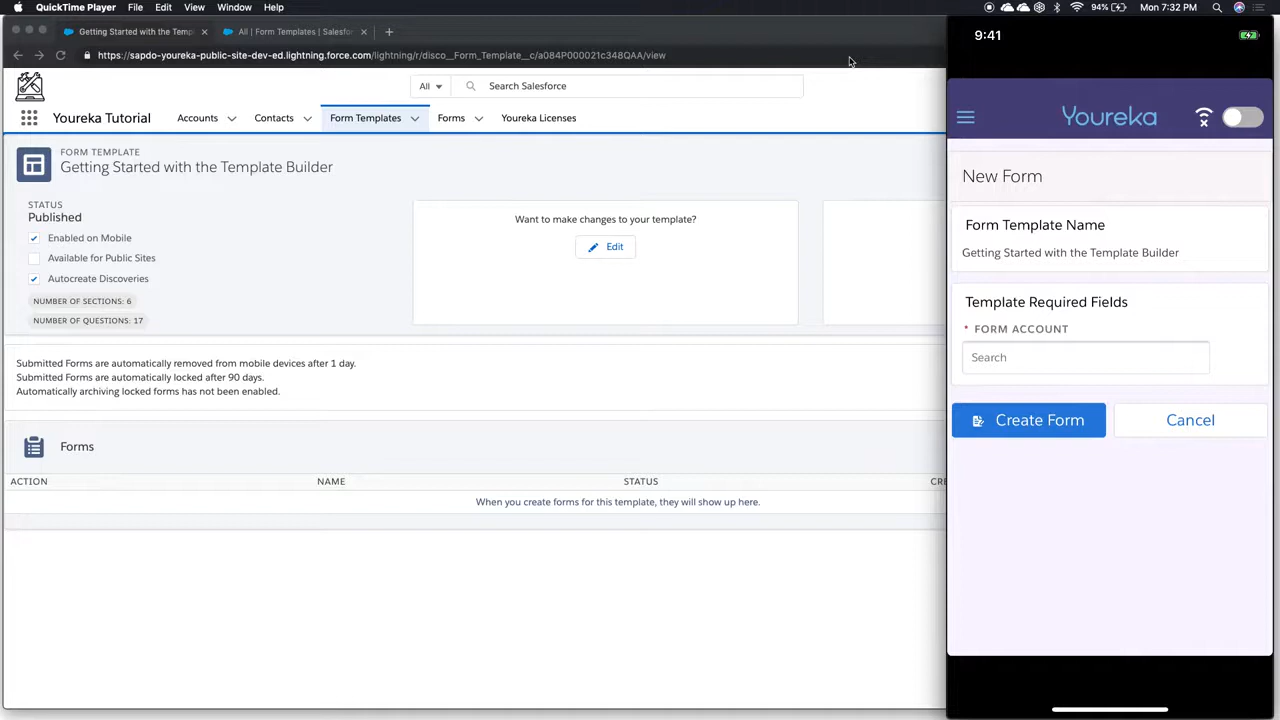 QuickTime Player File Edit View Window Help
94% Mon 7:32 PM
Getting Started with the Temp
All | Form Templates | Salesfor
https://sapdo-youreka-public-site-dev-ed.lightning.force.com/lightning/r/disco__Form_Template__c/a084P000021c348QAA/view
All
Search Salesforce
Youreka Tutorial
Accounts
Contacts
Form Templates
Forms
Youreka Licenses
FORM TEMPLATE
Getting Started with the Template Builder
STATUS
Published
Enabled on Mobile
Available for Public Sites
Autocreate Discoveries
NUMBER OF SECTIONS: 6
NUMBER OF QUESTIONS: 17
Want to make changes to your template?
Edit
Submitted Forms are automatically removed from mobile devices after 1 day.
Submitted Forms are automatically locked after 90 days.
Automatically archiving locked forms has not been enabled.
Forms
ACTION NAME STATUS CRE
When you create forms for this template, they will show up here.
9:41
Youreka
New Form
Form Template Name
Getting Started with the Template Builder
Template Required Fields
* FORM ACCOUNT
Search
Create Form
Cancel